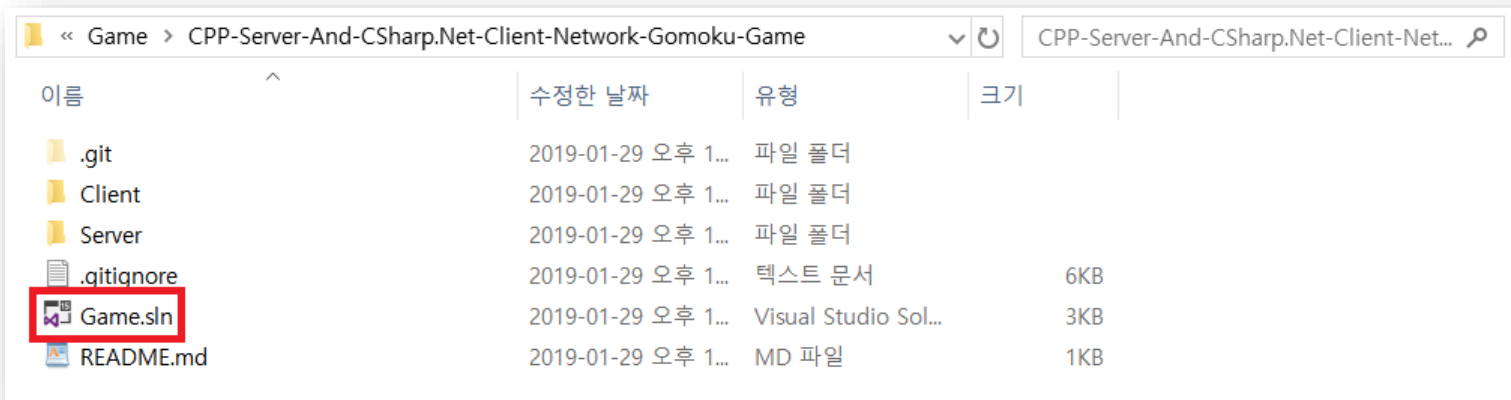 « Game > CPP-Server-And-CSharp.Net-Client-Network-Gomoku-Game CPP-Server-And-CSharp.Net-Client-Net...
이름 수정한 날짜 유형 크기
.git 2019-01-29 오후 1... 파일 폴더
Client 2019-01-29 오후 1... 파일 폴더
Server 2019-01-29 오후 1... 파일 폴더
.gitignore 2019-01-29 오후 1... 텍스트 문서 6KB
Game.sln 2019-01-29 오후 1... Visual Studio Sol... 3KB
README.md 2019-01-29 오후 1... MD 파일 1KB